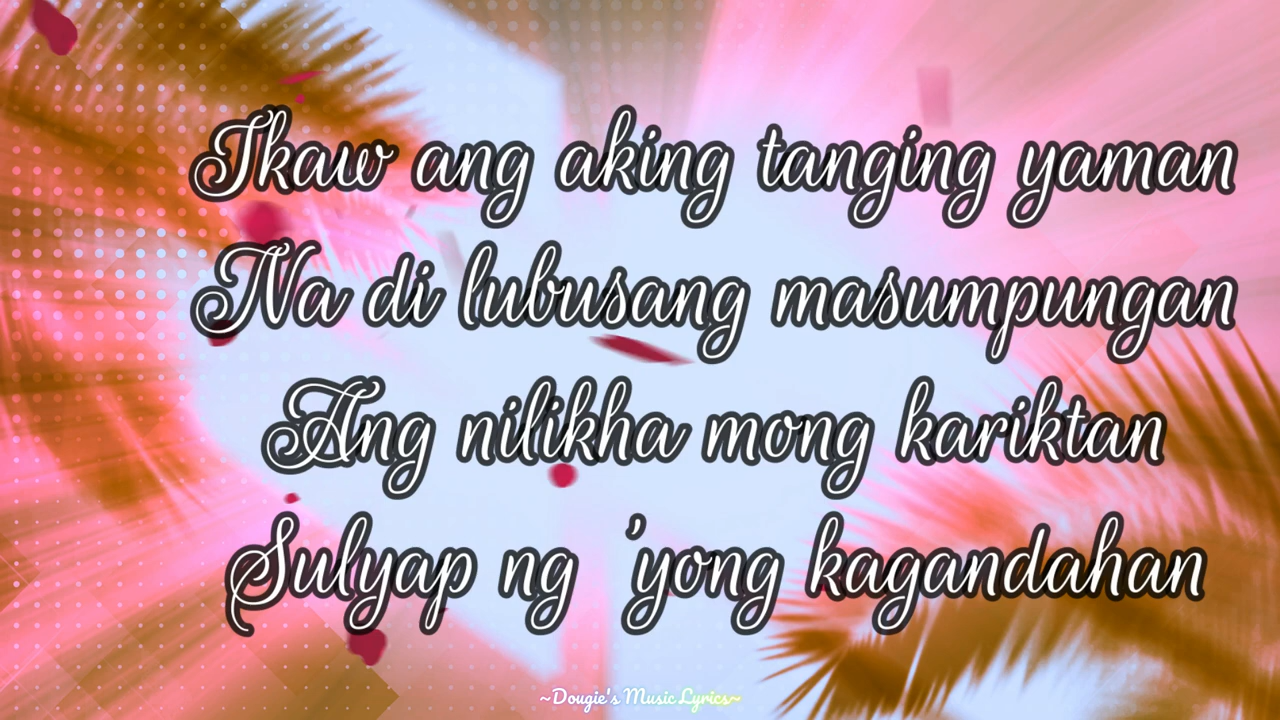 Ikaw ang aking tanging yaman
Na di lubusang masumpungan
Ang nilikha mong kariktan
Sulyap ng 'yong kagandahan
~Dougie's Music Lyrics~